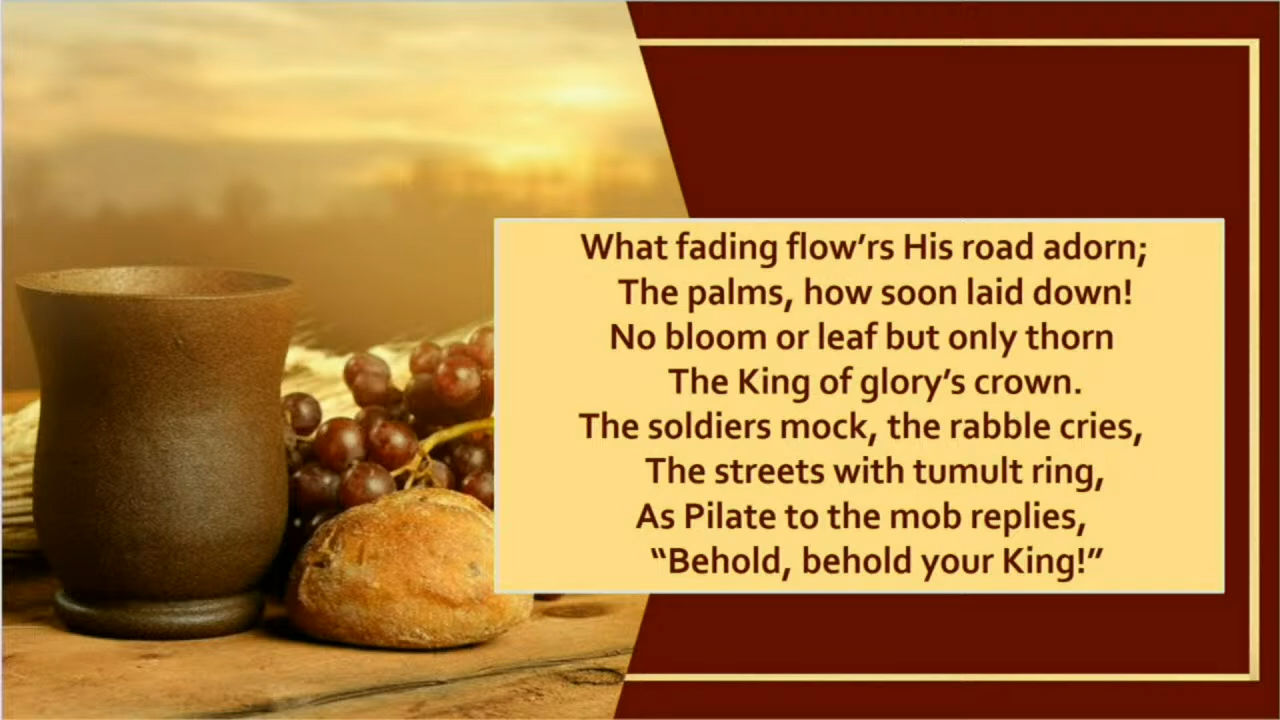 What fading flow’rs His road adorn;
The palms, how soon laid down!
No bloom or leaf but only thorn
The King of glory’s crown.
The soldiers mock, the rabble cries,
The streets with tumult ring,
As Pilate to the mob replies,
“Behold, behold your King!”